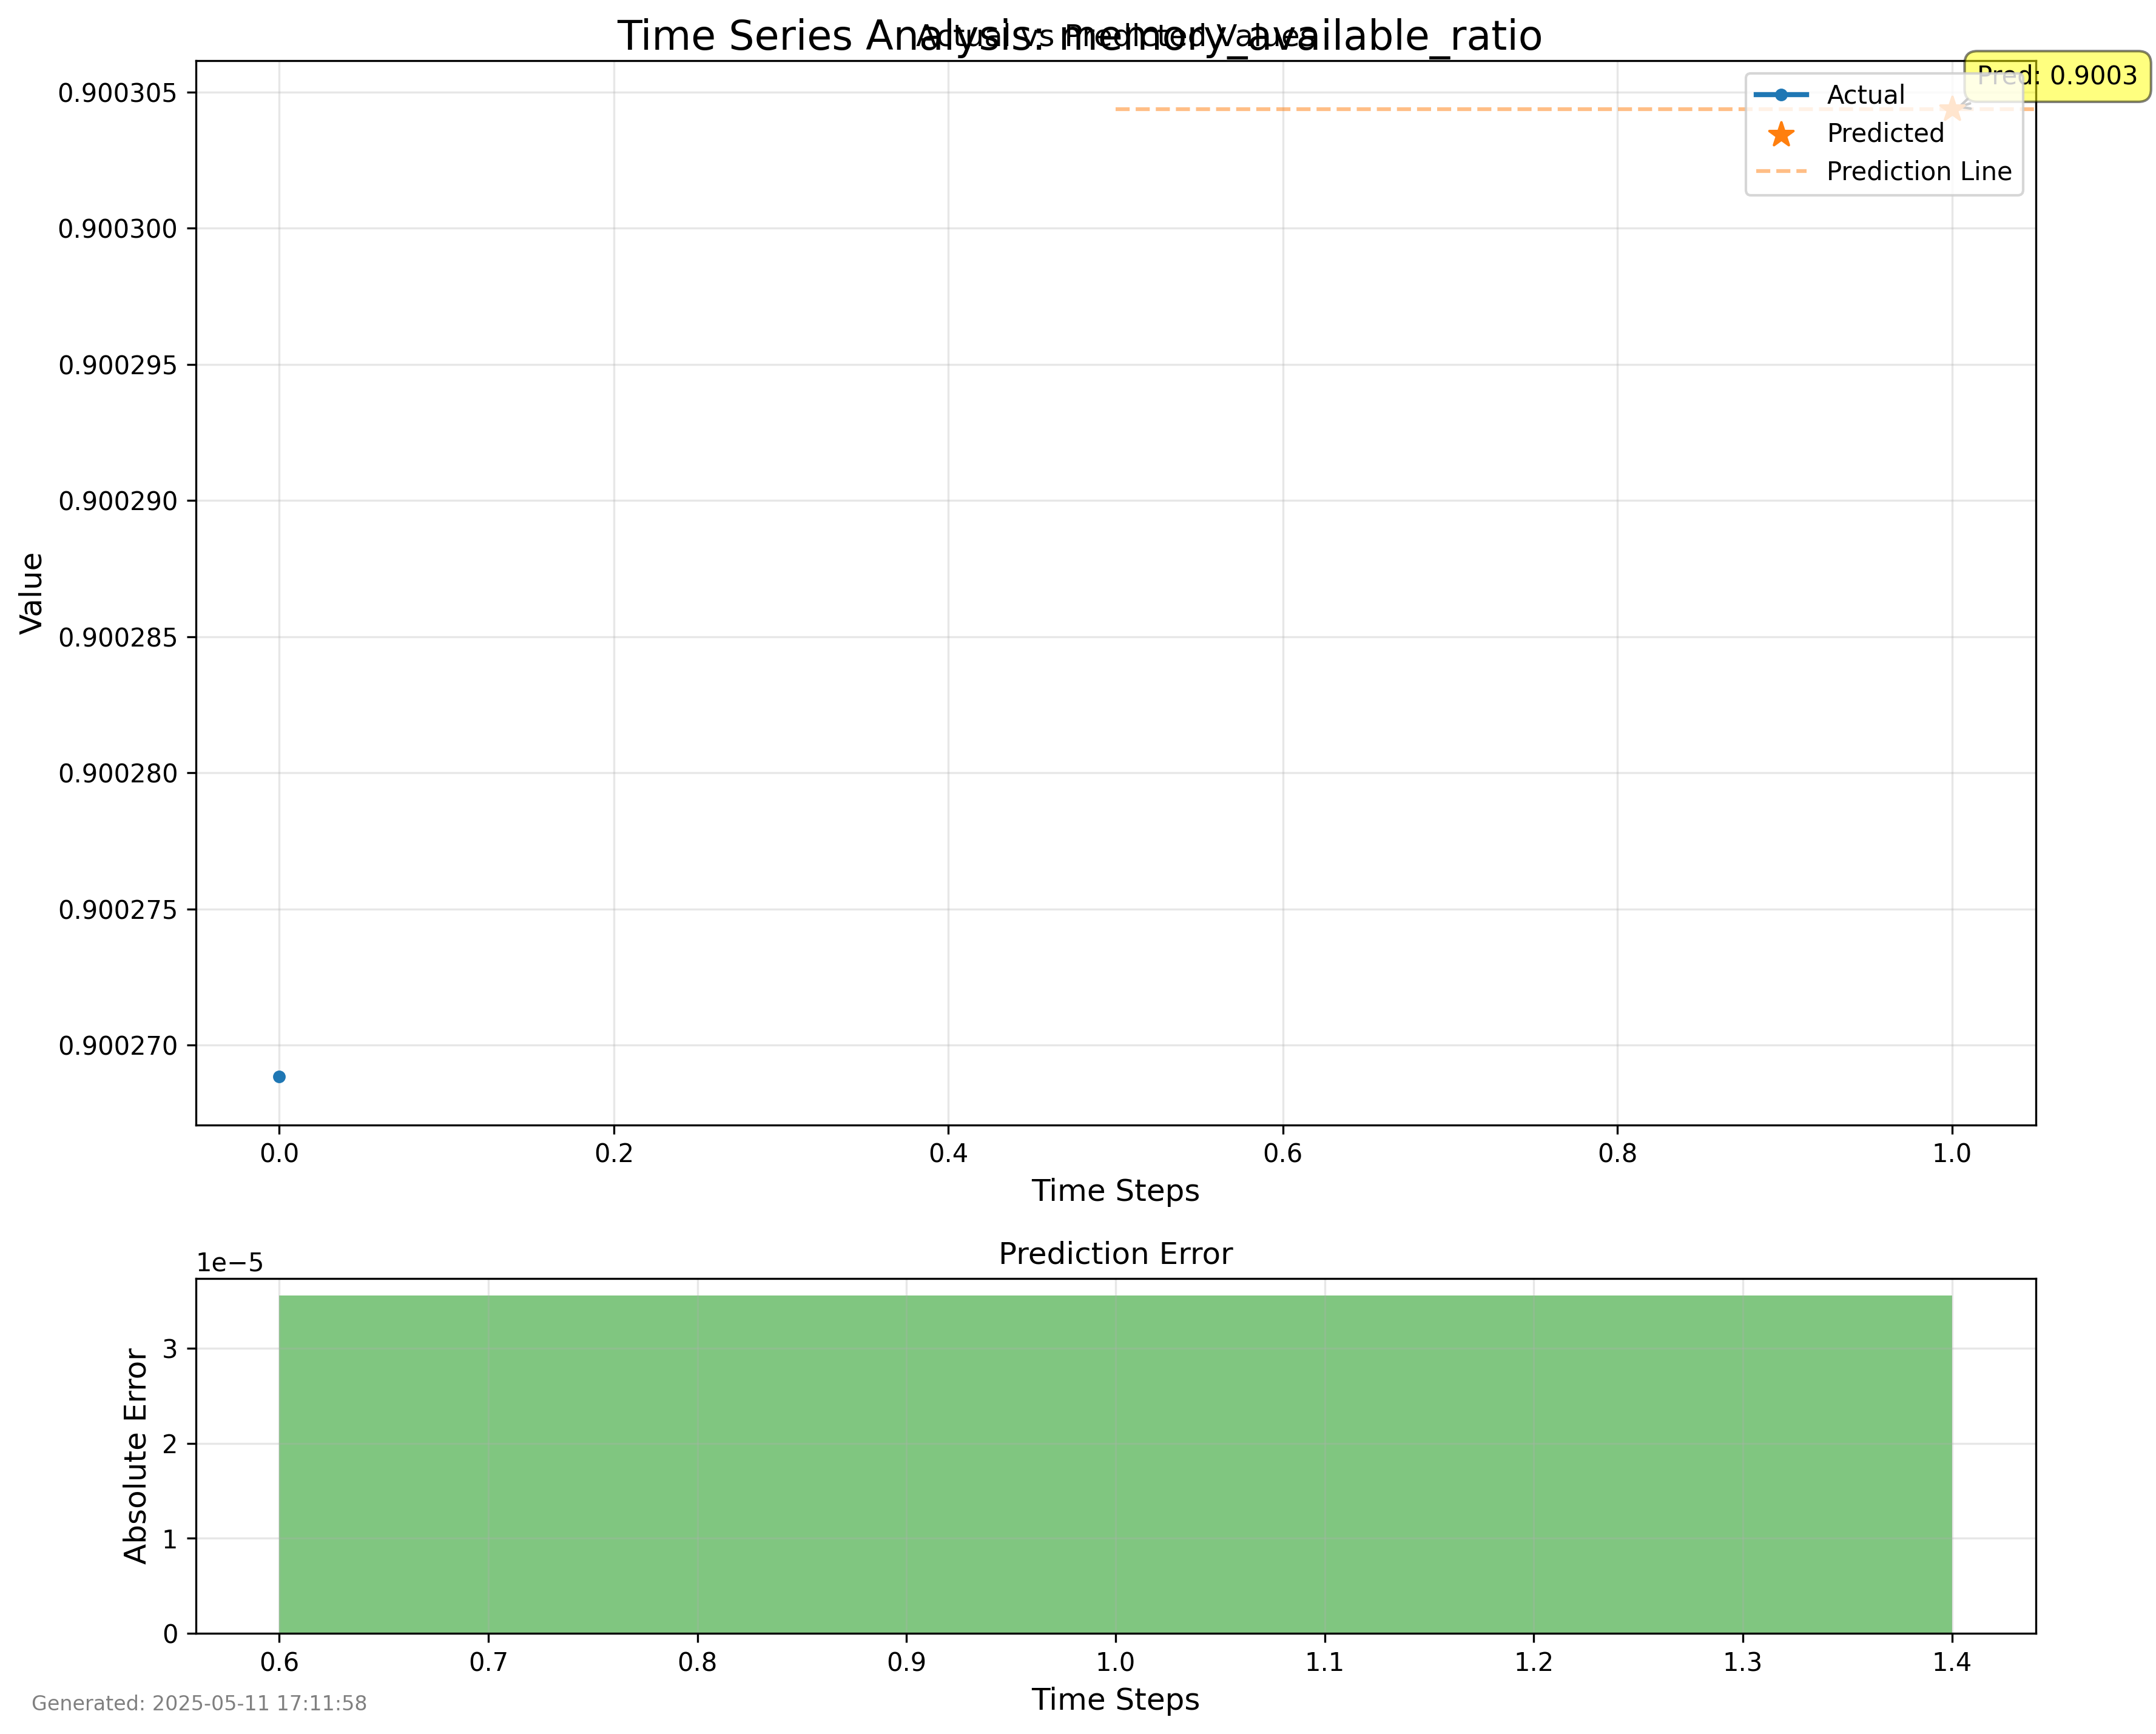 Time Series Analysis: memory_available_ratio
Actual vs Predicted Values
Pred: 0.9003
Actual
Predicted
Prediction Line
0.900305
0.900300
0.900295
0.900290
0.900285
0.900280
0.900275
0.900270
Value
0.0 0.2 0.4 0.6 0.8 1.0
Time Steps
Prediction Error
1e−5
3
2
1
0
Absolute Error
0.6 0.7 0.8 0.9 1.0 1.1 1.2 1.3 1.4
Time Steps
Generated: 2025-05-11 17:11:58